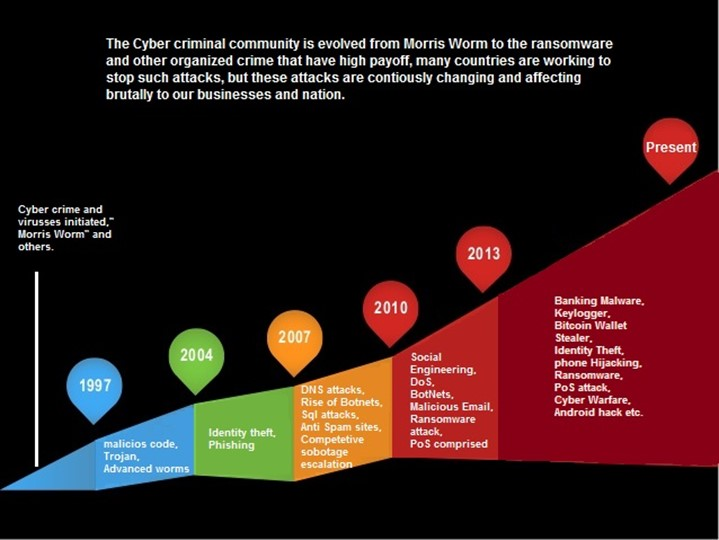 The Cyber criminal community is evolved from Morris Worm to the ransomware
and other organized crime that have high payoff, many countries are working to
stop such attacks, but these attacks are contiously changing and affecting
brutally to our businesses and nation.
Present
Cyber crime and
virusses initiated,"
Morris Worm" and
others.
2013
2010
2007
2004
1997
Banking Malware,
Keylogger,
Bitcoin Wallet
Stealer,
Identity Theft,
phone Hijacking,
Ransomware,
PoS attack,
Cyber Warfare,
Android hack etc.
Social
Engineering,
DoS,
BotNets,
Malicious Email,
Ransomware
attack,
PoS comprised
DNS attacks,
Rise of Botnets,
Sql attacks,
Anti Spam sites,
Competetive
sobotage
escalation
Identity theft,
Phishing
malicios code,
Trojan,
Advanced worms